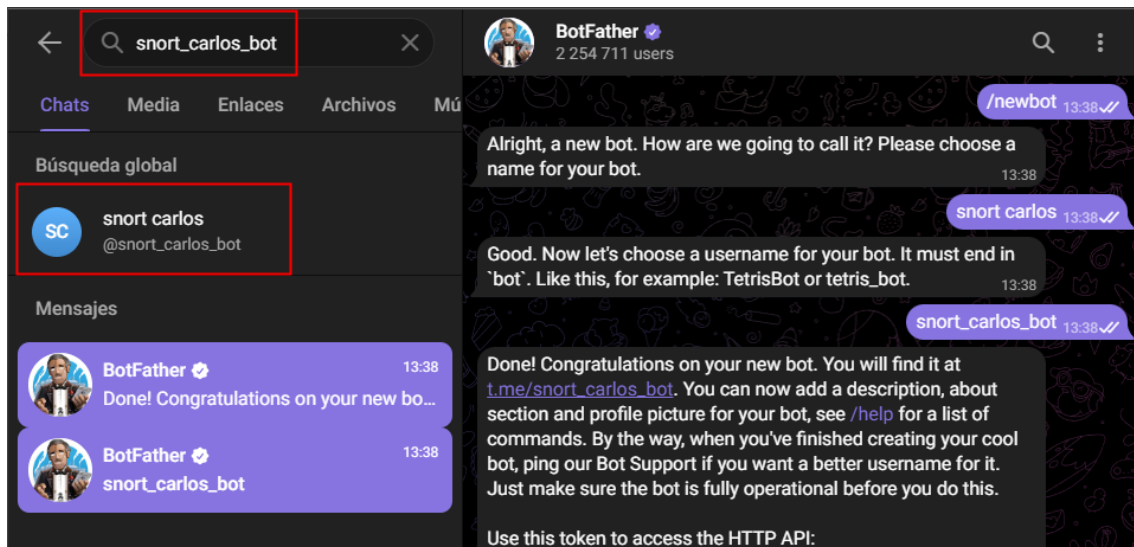 snort_carlos_bot
Chats Media Enlaces Archivos Mú
Búsqueda global
SC
snort carlos
@snort_carlos_bot
Mensajes
BotFather 13:38
Done! Congratulations on your new bo...
BotFather 13:38
snort_carlos_bot
BotFather
2 254 711 users
/newbot 13:38
Alright, a new bot. How are we going to call it? Please choose a
name for your bot. 13:38
snort carlos 13:38
Good. Now let's choose a username for your bot. It must end in
`bot`. Like this, for example: TetrisBot or tetris_bot. 13:38
snort_carlos_bot 13:38
Done! Congratulations on your new bot. You will find it at
t.me/snort_carlos_bot. You can now add a description, about
section and profile picture for your bot, see /help for a list of
commands. By the way, when you've finished creating your cool
bot, ping our Bot Support if you want a better username for it.
Just make sure the bot is fully operational before you do this.
Use this token to access the HTTP API: